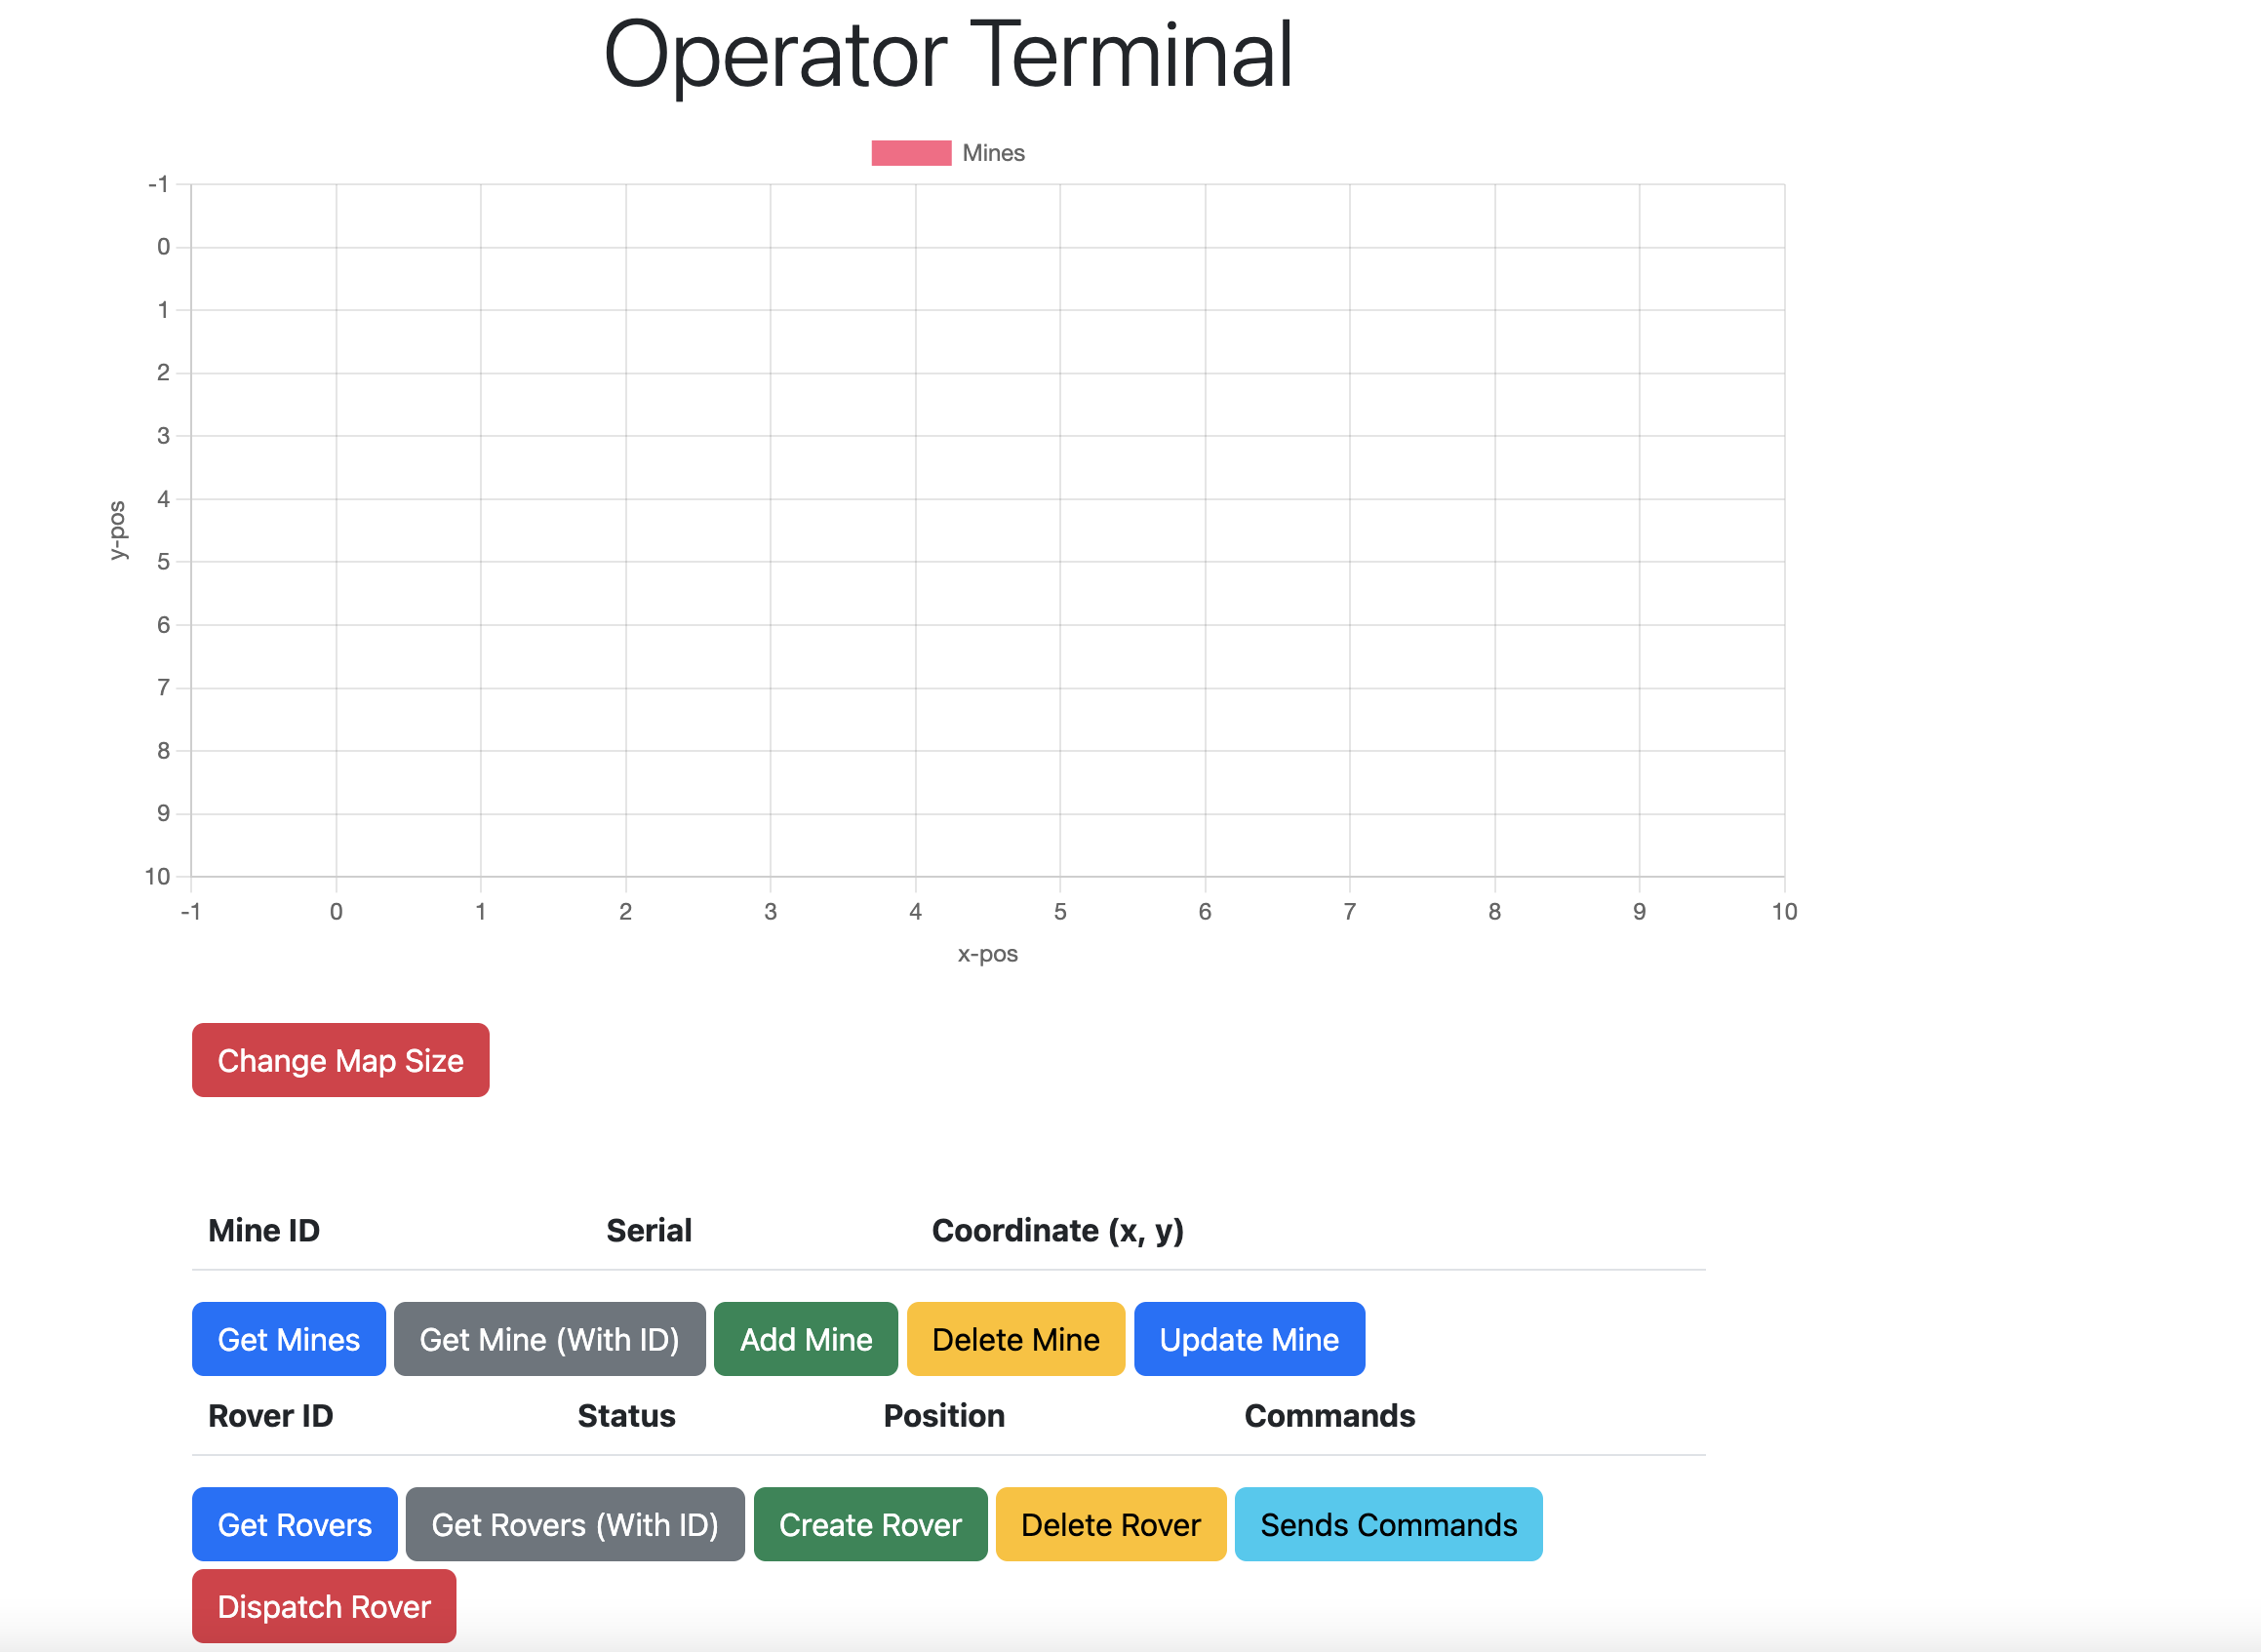 Operator Terminal
Mines
-1
0
1
2
3
4
5
6
7
8
9
10
y-pos
-1 0 1 2 3 4 5 6 7 8 9 10
x-pos
Change Map Size
Mine ID Serial Coordinate (x, y)
Get Mines Get Mine (With ID) Add Mine Delete Mine Update Mine
Rover ID Status Position Commands
Get Rovers Get Rovers (With ID) Create Rover Delete Rover Sends Commands
Dispatch Rover